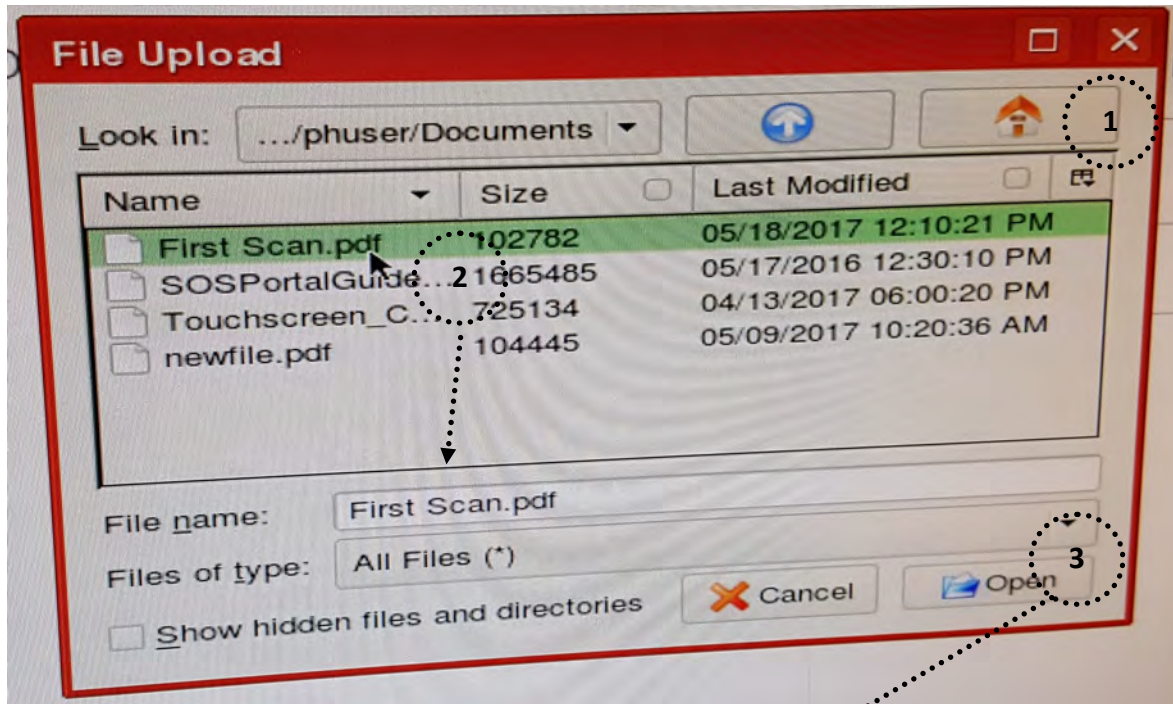 File Upload
Look in: .../phuser/Documents
1
Name Size Last Modified
First Scan.pdf 102782 05/18/2017 12:10:21 PM
SOSPortalGuide... 1665485 05/17/2016 12:30:10 PM
2
Touchscreen_C... 725134 04/13/2017 06:00:20 PM
newfile.pdf 104445 05/09/2017 10:20:36 AM
File name: First Scan.pdf
Files of type: All Files (*)
3
Show hidden files and directories Cancel Open